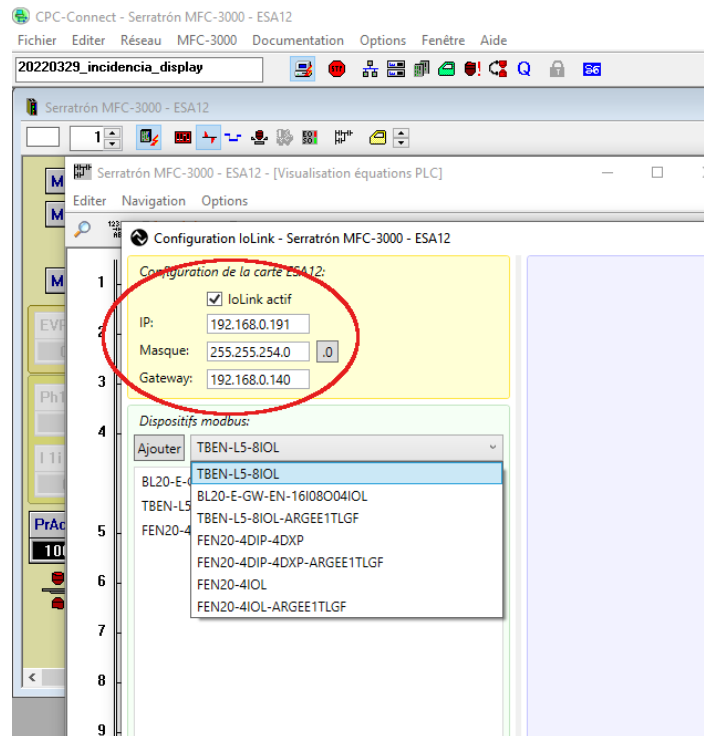 CPC-Connect - Serratrón MFC-3000 - ESA12
Fichier Editer Réseau MFC-3000 Documentation Options Fenêtre Aide
20220329_incidencia_display
Serratrón MFC-3000 - ESA12
1
Serratrón MFC-3000 - ESA12 - [Visualisation équations PLC]
M
Editer Navigation Options
M
Configuration IoLink - Serratrón MFC-3000 - ESA12
Configuration de la carte ESA12:
M
1
IoLink actif
IP: 192.168.0.191
2
Masque: 255.255.254.0 .0
3
Gateway: 192.168.0.140
Ph1
4
Dispositifs modbus:
Ajouter TBEN-L5-8IOL
TBEN-L5-8IOL
BL20-E-GW-EN-16I08O04IOL
TBEN-L5
TBEN-L5-8IOL-ARGEE1TLGF
PrAc
5
FEN20-4
FEN20-4DIP-4DXP
100
FEN20-4DIP-4DXP-ARGEE1TLGF
6
FEN20-4IOL
FEN20-4IOL-ARGEE1TLGF
7
8
9